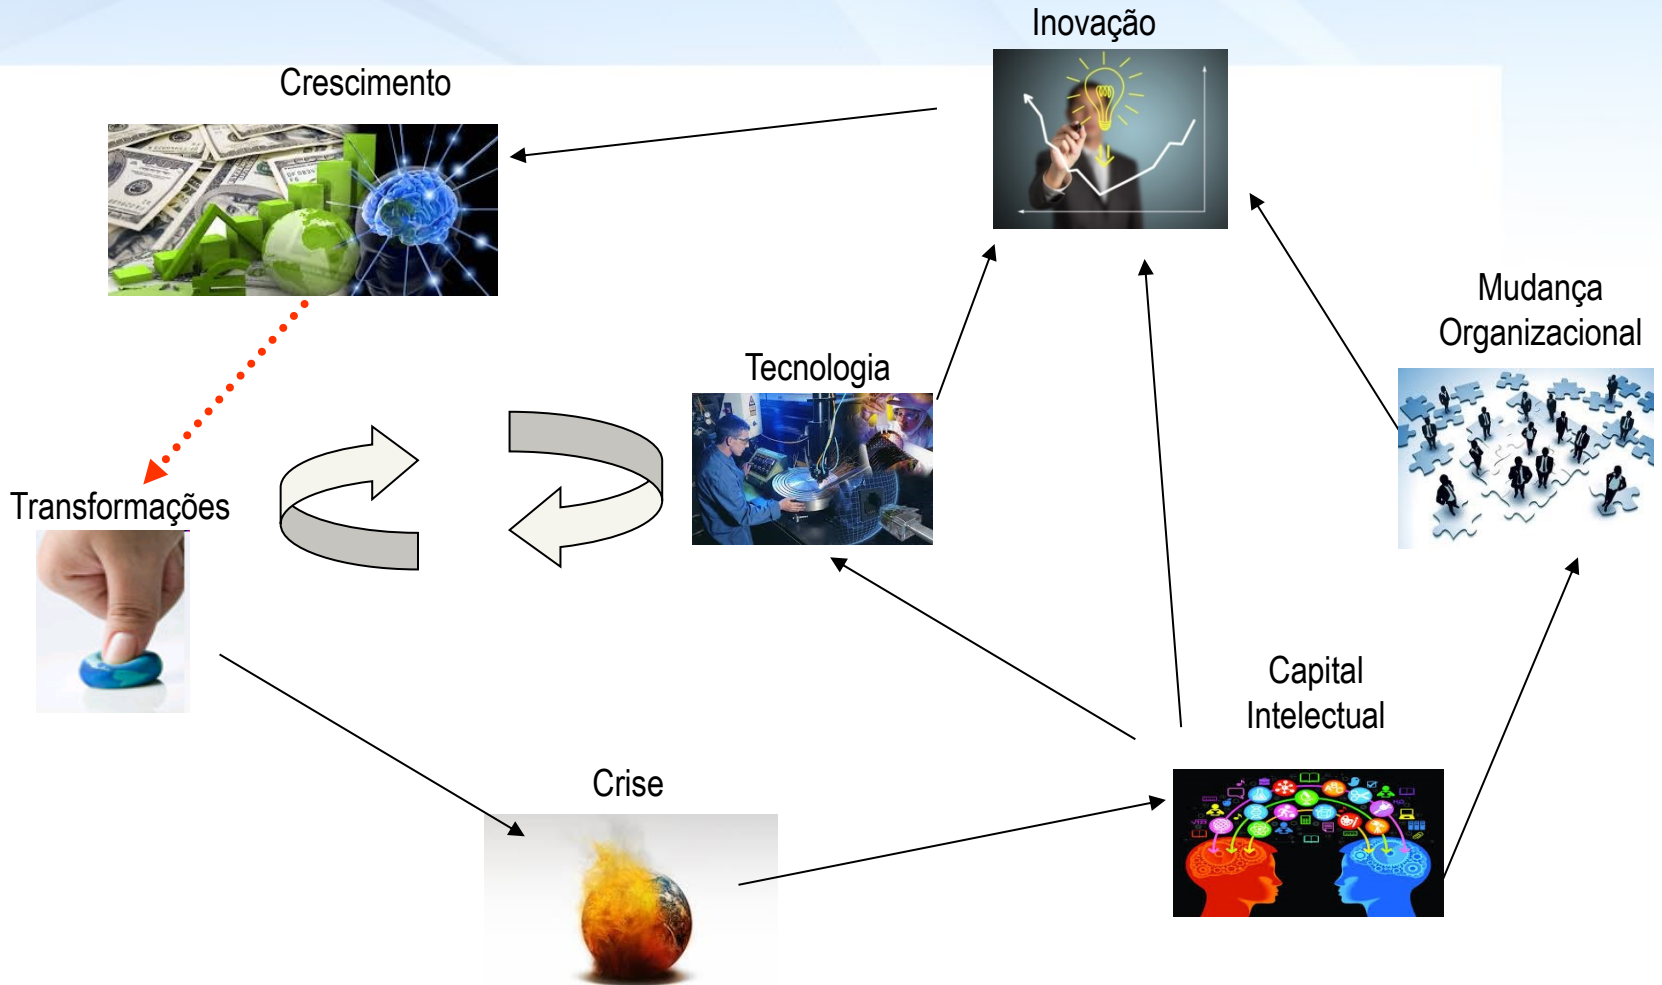 Inovação
Crescimento
Mudança
Organizacional
Tecnologia
Transformações
Capital
Intelectual
Crise